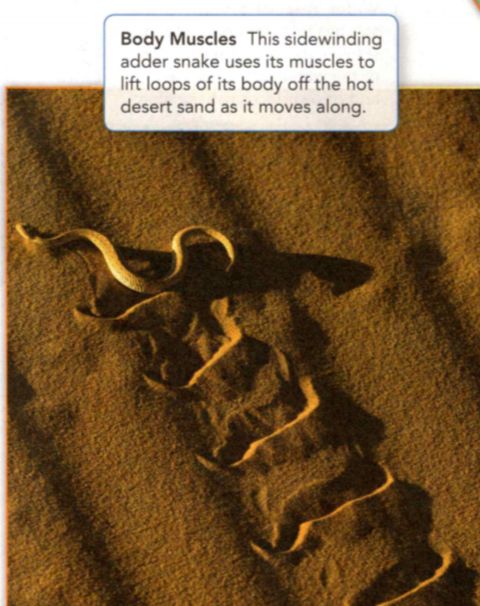 Body Muscles This sidewinding
adder snake uses its muscles to
lift loops of its body off the hot
desert sand as it moves along.